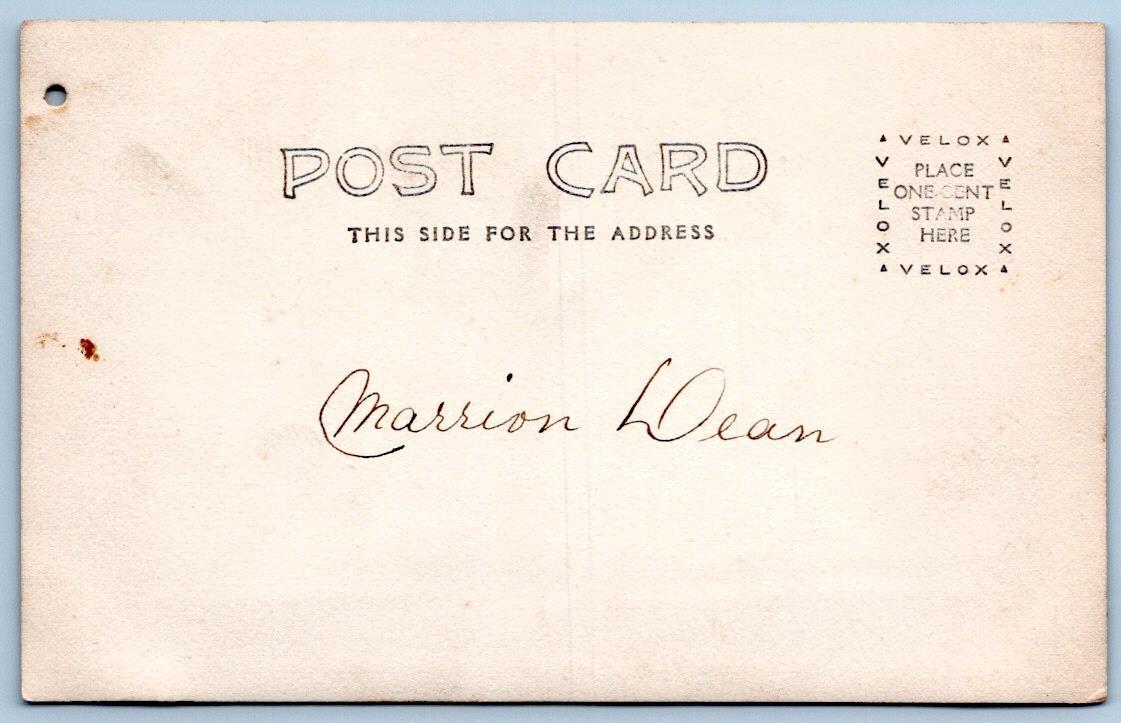 POST CARD
THIS SIDE FOR THE ADDRESS
VELOX
VELOX
PLACE
ONE CENT
STAMP
HERE
VELOX
VELOX
Marrion Dean